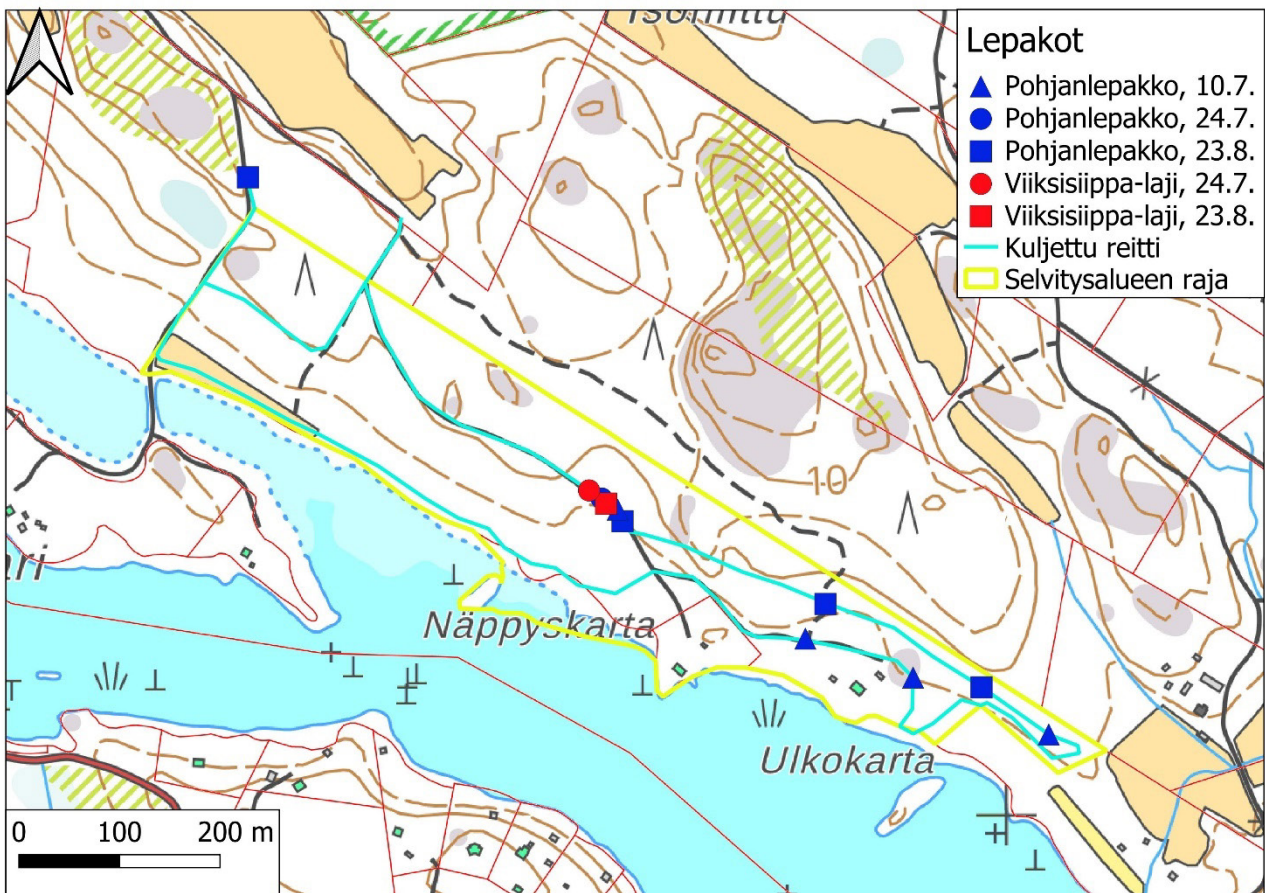 Lepakot
Pohjanlepakko, 10.7.
Pohjanlepakko, 24.7.
Pohjanlepakko, 23.8.
Viiksisiippa-laji, 24.7.
Viiksisiippa-laji, 23.8.
Kuljettu reitti
Selvitysalueen raja
10
Näppyskarta
Ulkokarta
0 100 200 m